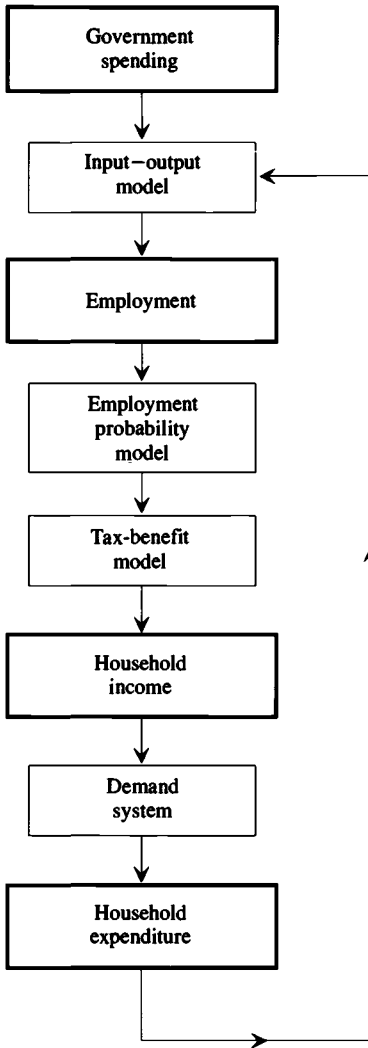 Government
spending
Input–output
model
Employment
Employment
probability
model
Tax-benefit
model
Household
income
Demand
system
Household
expenditure